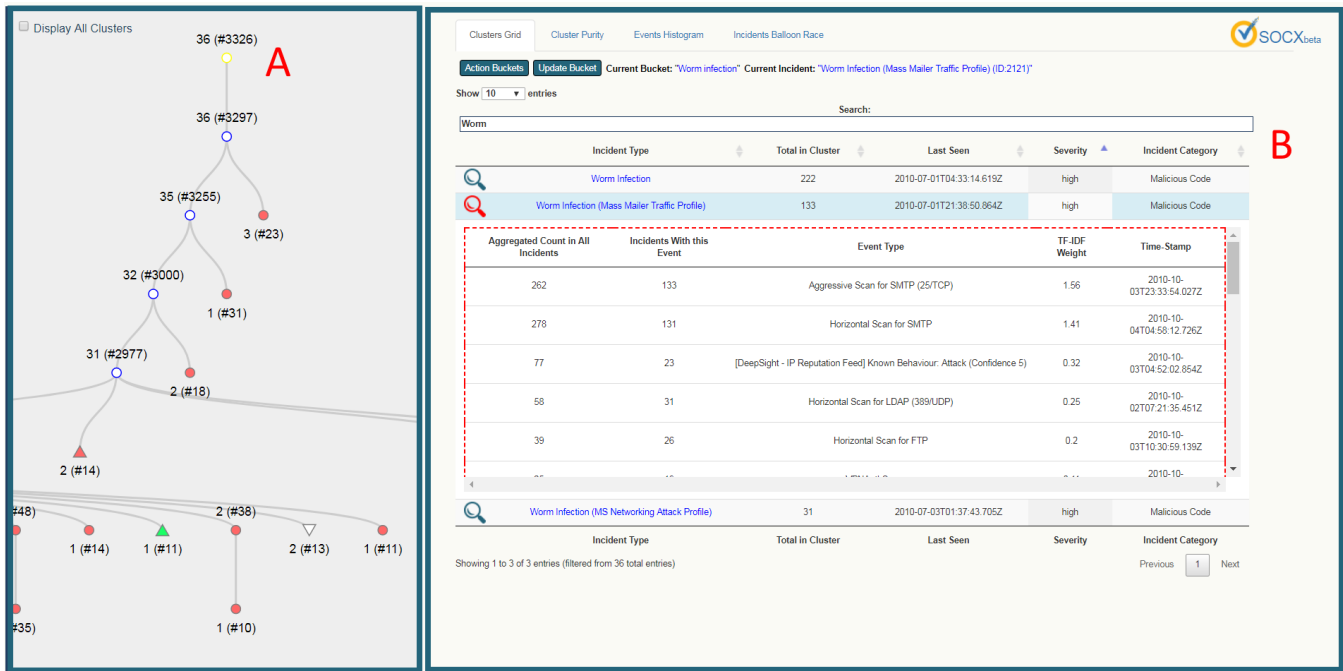 Display All Clusters
36 (#3326)
A
36 (#3297)
35 (#3255)
3 (#23)
32 (#3000)
1 (#31)
31 (#2977)
2 (#18)
2 (#14)
#48)
2 (#38)
1 (#14)
1 (#11)
2 (#13)
1 (#11)
#35)
1 (#10)
Clusters Grid Cluster Purity Events Histogram Incidents Balloon Race
SOCXbeta
Action Buckets Update Bucket Current Bucket: "Worm infection" Current Incident: "Worm Infection (Mass Mailer Traffic Profile) (ID:2121)"
Show 10 entries
Search:
Worm
B
Incident Type Total in Cluster Last Seen Severity Incident Category
Worm Infection 222 2010-07-01T04:33:14.619Z high Malicious Code
Worm Infection (Mass Mailer Traffic Profile) 133 2010-07-01T21:38:50.864Z high Malicious Code
Aggregated Count in All Incidents With this Event Type TF-IDF Time-Stamp
Incidents Event Weight
262 133 Aggressive Scan for SMTP (25/TCP) 1.56 2010-10-
03T23:33:54.027Z
278 131 Horizontal Scan for SMTP 1.41 2010-10-
04T04:58:12.726Z
77 23 [DeepSight - IP Reputation Feed] Known Behaviour: Attack (Confidence 5) 0.32 2010-10-
03T04:52:02.854Z
58 31 Horizontal Scan for LDAP (389/UDP) 0.25 2010-10-
02T07:21:35.451Z
39 26 Horizontal Scan for FTP 0.2 2010-10-
03T10:30:59.139Z
2010-10-
Worm Infection (MS Networking Attack Profile) 31 2010-07-03T01:37:43.705Z high Malicious Code
Incident Type Total in Cluster Last Seen Severity Incident Category
Showing 1 to 3 of 3 entries (filtered from 36 total entries)
Previous 1 Next